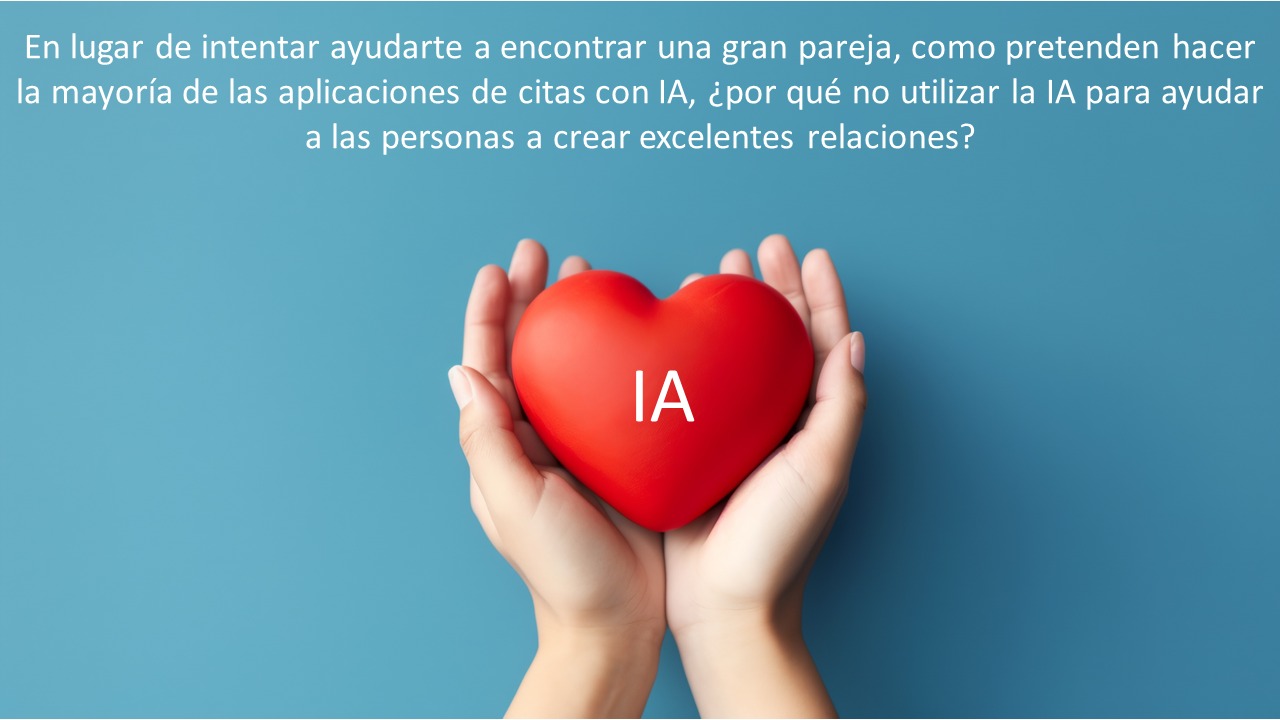 En lugar de intentar ayudarte a encontrar una gran pareja, como pretenden hacer
la mayoría de las aplicaciones de citas con IA, ¿por qué no utilizar la IA para ayudar
a las personas a crear excelentes relaciones?
IA